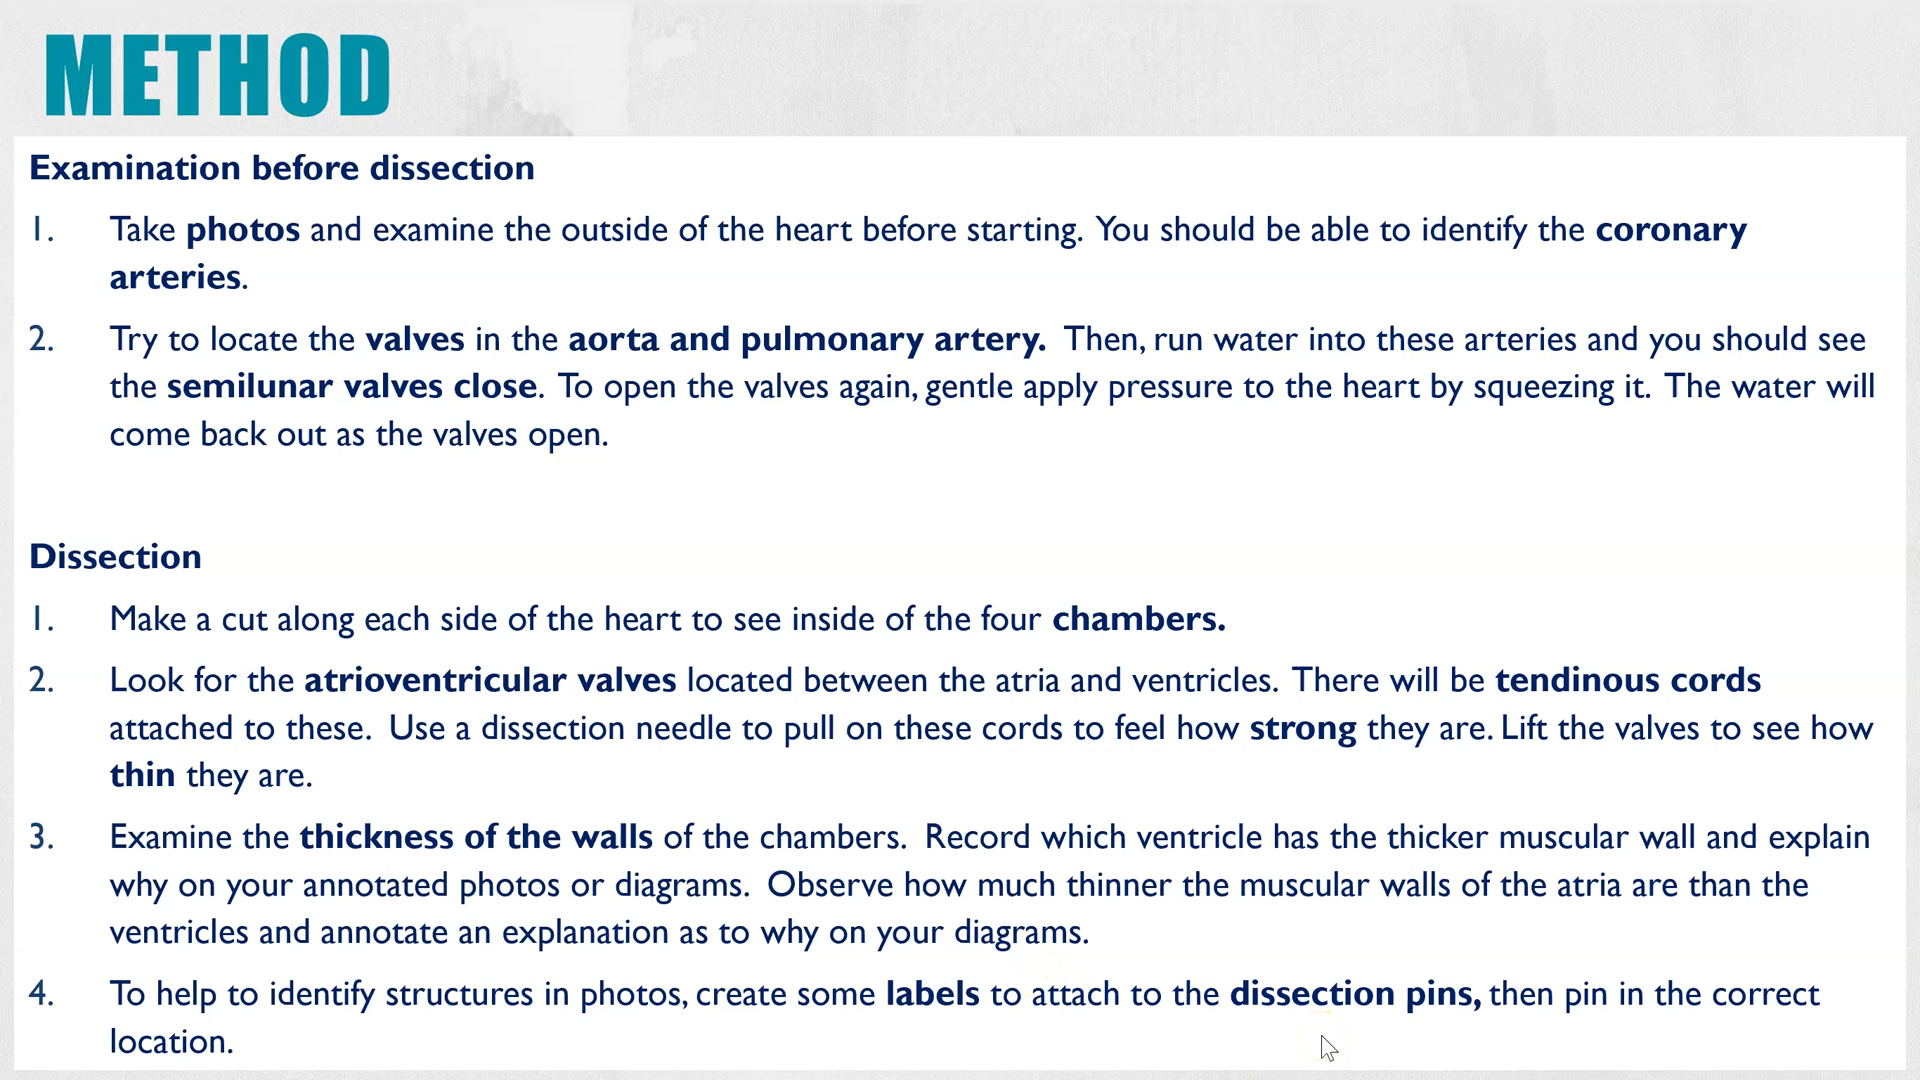 METHOD
Examination before dissection
1. Take photos and examine the outside of the heart before starting. You should be able to identify the coronary
arteries.
2. Try to locate the valves in the aorta and pulmonary artery. Then, run water into these arteries and you should see
the semilunar valves close. To open the valves again, gentle apply pressure to the heart by squeezing it. The water will
come back out as the valves open.
Dissection
1. Make a cut along each side of the heart to see inside of the four chambers.
2. Look for the atrioventricular valves located between the atria and ventricles. There will be tendinous cords
attached to these. Use a dissection needle to pull on these cords to feel how strong they are. Lift the valves to see how
thin they are.
3. Examine the thickness of the walls of the chambers. Record which ventricle has the thicker muscular wall and explain
why on your annotated photos or diagrams. Observe how much thinner the muscular walls of the atria are than the
ventricles and annotate an explanation as to why on your diagrams.
4. To help to identify structures in photos, create some labels to attach to the dissection pins, then pin in the correct
location.